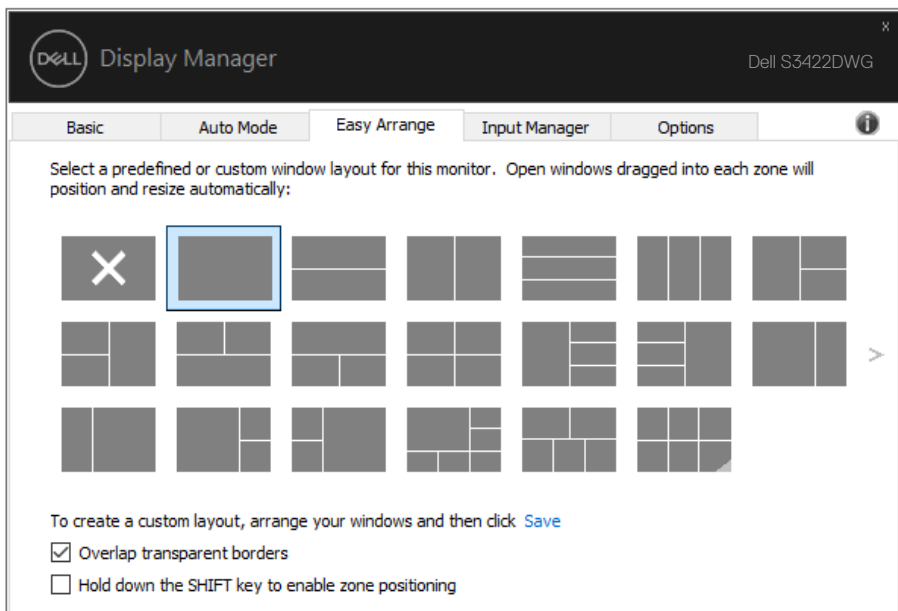 x
DELL Display Manager
Dell S3422DWG
Basic Auto Mode Easy Arrange Input Manager Options i
Select a predefined or custom window layout for this monitor. Open windows dragged into each zone will
position and resize automatically:
>
To create a custom layout, arrange your windows and then click Save
Overlap transparent borders
Hold down the SHIFT key to enable zone positioning